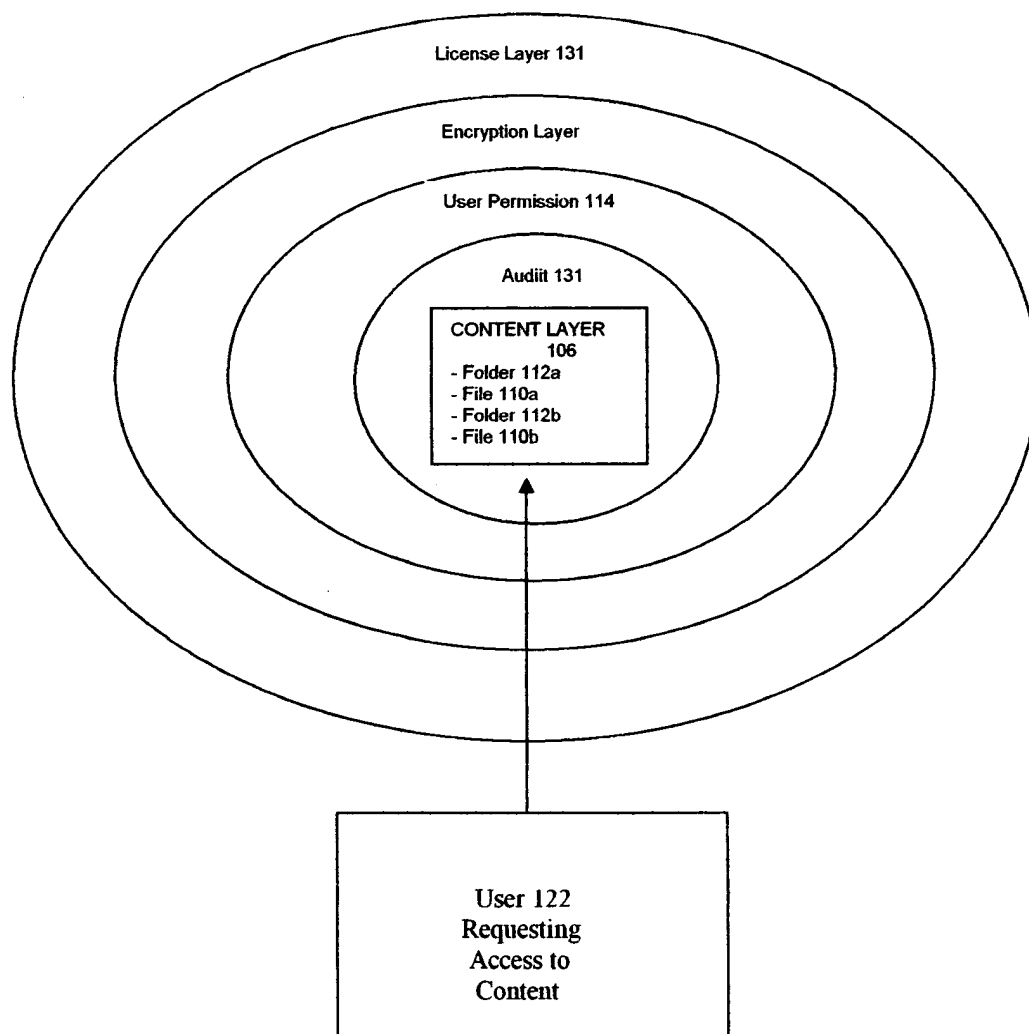 License Layer 131
Encryption Layer
User Permission 114
Audiit 131
CONTENT LAYER
106
- Folder 112a
- File 110a
- Folder 112b
- File 110b
User 122
Requesting
Access to
Content